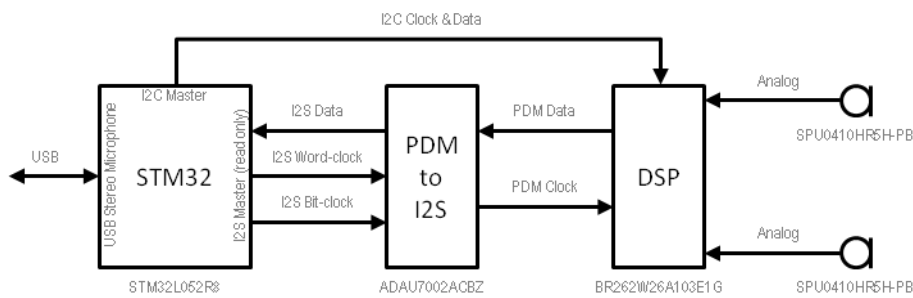 I2C Clock & Data
I2C Master
USB
USB Stereo Microphone
STM32
I2S Master (read only)
I2S Data
I2S Word-clock
I2S Bit-clock
PDM
to
I2S
PDM Data
PDM Clock
DSP
Analog
SPU0410HR5H-PB
Analog
SPU0410HR5H-PB
STM32L052R8
ADAU7002ACBZ
BR262W26A103E1G